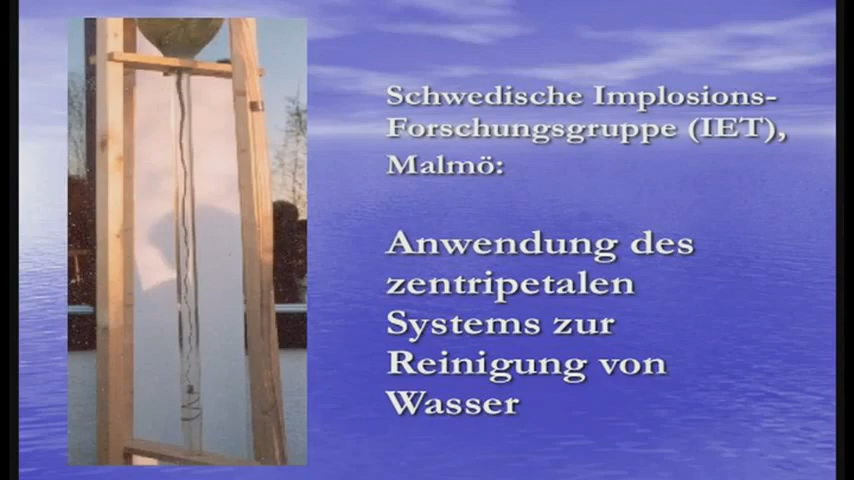 Schwedische Implosions-
Forschungsgruppe (IET),
Malmö:
Anwendung des
zentripetalen
Systems zur
Reinigung von
Wasser